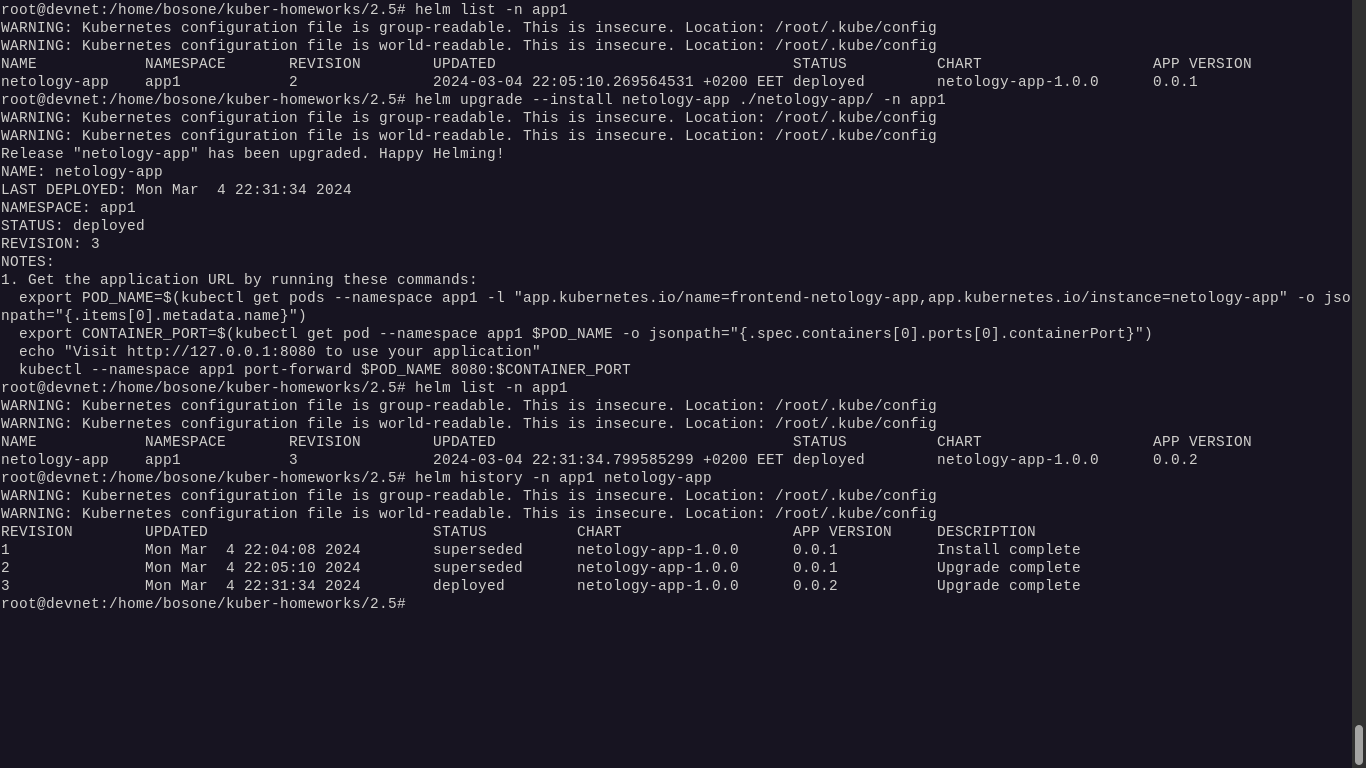 root@devnet:/home/bosone/kuber-homeworks/2.5# helm list -n app1
WARNING: Kubernetes configuration file is group-readable. This is insecure. Location: /root/.kube/config
WARNING: Kubernetes configuration file is world-readable. This is insecure. Location: /root/.kube/config
NAME            NAMESPACE       REVISION        UPDATED                                 STATUS          CHART                   APP VERSION
netology-app    app1            2               2024-03-04 22:05:10.269564531 +0200 EET deployed        netology-app-1.0.0      0.0.1
root@devnet:/home/bosone/kuber-homeworks/2.5# helm upgrade --install netology-app ./netology-app/ -n app1
WARNING: Kubernetes configuration file is group-readable. This is insecure. Location: /root/.kube/config
WARNING: Kubernetes configuration file is world-readable. This is insecure. Location: /root/.kube/config
Release "netology-app" has been upgraded. Happy Helming!
NAME: netology-app
LAST DEPLOYED: Mon Mar  4 22:31:34 2024
NAMESPACE: app1
STATUS: deployed
REVISION: 3
NOTES:
1. Get the application URL by running these commands:
  export POD_NAME=$(kubectl get pods --namespace app1 -l "app.kubernetes.io/name=frontend-netology-app,app.kubernetes.io/instance=netology-app" -o jso
npath="{.items[0].metadata.name}")
  export CONTAINER_PORT=$(kubectl get pod --namespace app1 $POD_NAME -o jsonpath="{.spec.containers[0].ports[0].containerPort}")
  echo "Visit http://127.0.0.1:8080 to use your application"
  kubectl --namespace app1 port-forward $POD_NAME 8080:$CONTAINER_PORT
root@devnet:/home/bosone/kuber-homeworks/2.5# helm list -n app1
WARNING: Kubernetes configuration file is group-readable. This is insecure. Location: /root/.kube/config
WARNING: Kubernetes configuration file is world-readable. This is insecure. Location: /root/.kube/config
NAME            NAMESPACE       REVISION        UPDATED                                 STATUS          CHART                   APP VERSION
netology-app    app1            3               2024-03-04 22:31:34.799585299 +0200 EET deployed        netology-app-1.0.0      0.0.2
root@devnet:/home/bosone/kuber-homeworks/2.5# helm history -n app1 netology-app
WARNING: Kubernetes configuration file is group-readable. This is insecure. Location: /root/.kube/config
WARNING: Kubernetes configuration file is world-readable. This is insecure. Location: /root/.kube/config
REVISION        UPDATED                         STATUS          CHART                   APP VERSION     DESCRIPTION
1               Mon Mar  4 22:04:08 2024        superseded      netology-app-1.0.0      0.0.1           Install complete
2               Mon Mar  4 22:05:10 2024        superseded      netology-app-1.0.0      0.0.1           Upgrade complete
3               Mon Mar  4 22:31:34 2024        deployed        netology-app-1.0.0      0.0.2           Upgrade complete
root@devnet:/home/bosone/kuber-homeworks/2.5#